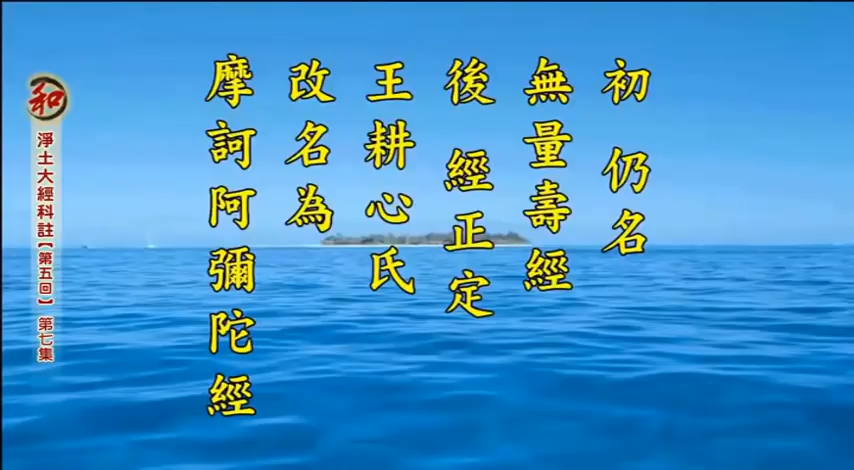 初 仍名
無量壽經
後 經正定
王耕心氏
改名為
摩訶阿彌陀經
和
淨土大經科註【第五回】 第七集